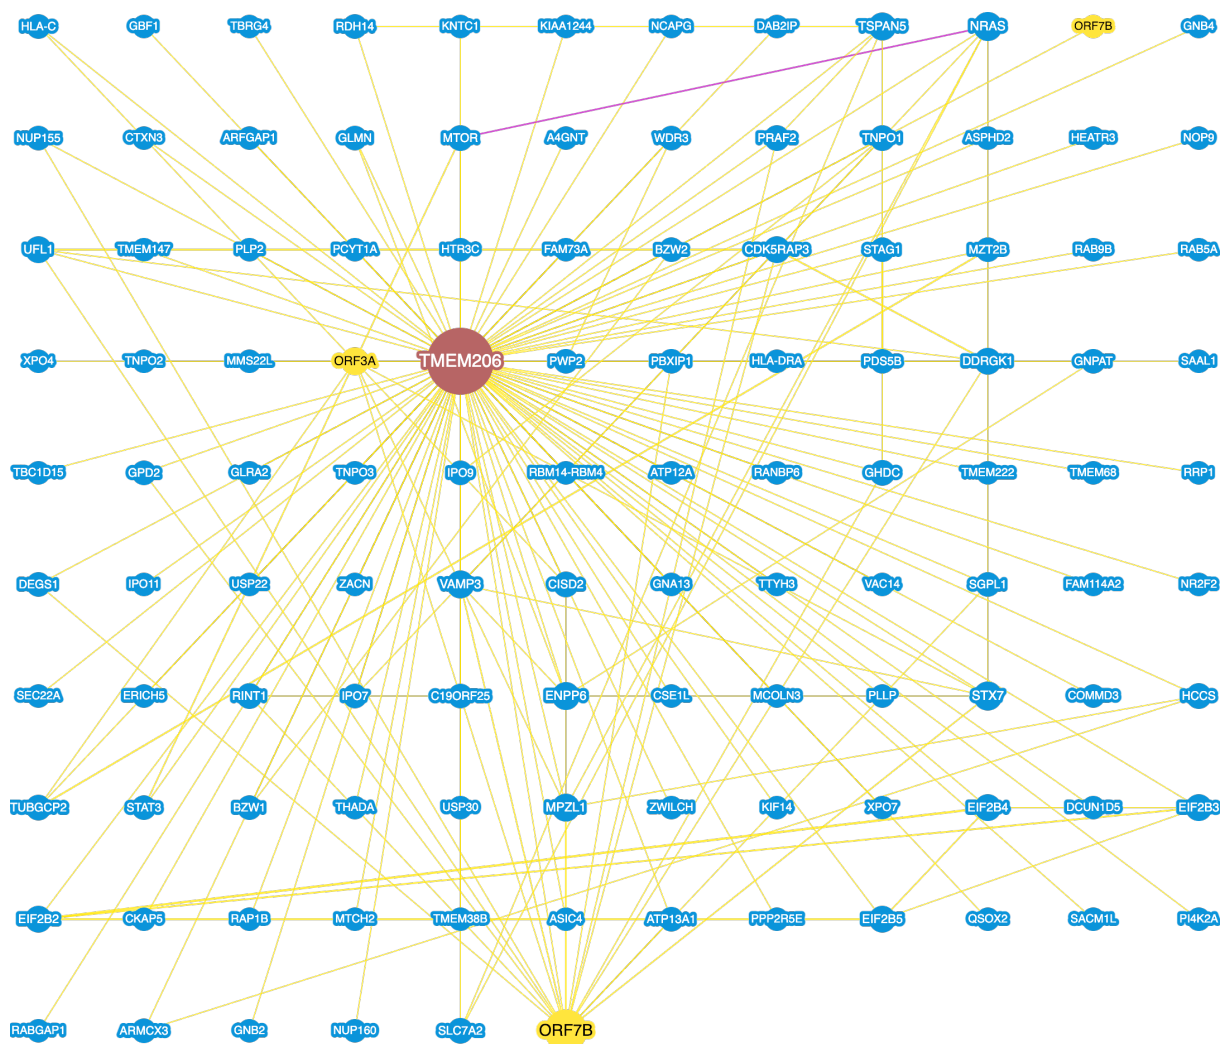 HLA-C GBF1 TBRG4 RDH14 KNTC1 KIAA1244 NCAPG DAB2IP TSPAN5 NRAS ORF7B GNB4
NUP155 CTXN3 ARFGAP1 GLMN MTOR A4GNT WDR3 PRAF2 TNPO1 ASPHD2 HEATR3 NOP9
UFL1 TMEM147 PLP2 PCYT1A HTR3C FAM73A BZW2 CDK5RAP3 STAG1 MZT2B RAB9B RAB5A
XPO4 TNPO2 MMS22L ORF3A TMEM206 PWP2 PBXIP1 HLA-DRA PDS5B DDRGK1 GNPAT SAAL1
TBC1D15 GPD2 GLRA2 TNPO3 IPO9 RBM14-RBM4 ATP12A RANBP6 GHDC TMEM222 TMEM68 RRP1
DEGS1 IPO11 USP22 ZACN VAMP3 CISD2 GNA13 TTYH3 VAC14 SGPL1 FAM114A2 NR2F2
SEC22A ERICH5 RINT1 IPO7 C19ORF25 ENPP6 CSE1L MCOLN3 PLLP STX7 COMMD3 HCCS
TUBGCP2 STAT3 BZW1 THADA USP30 MPZL1 ZWILCH KIF14 XPO7 EIF2B4 DCUN1D5 EIF2B3
EIF2B2 CKAP5 RAP1B MTCH2 TMEM38B ASIC4 ATP13A1 PPP2R5E EIF2B5 QSOX2 SACM1L PI4K2A
RABGAP1 ARMCX3 GNB2 NUP160 SLC7A2 ORF7B